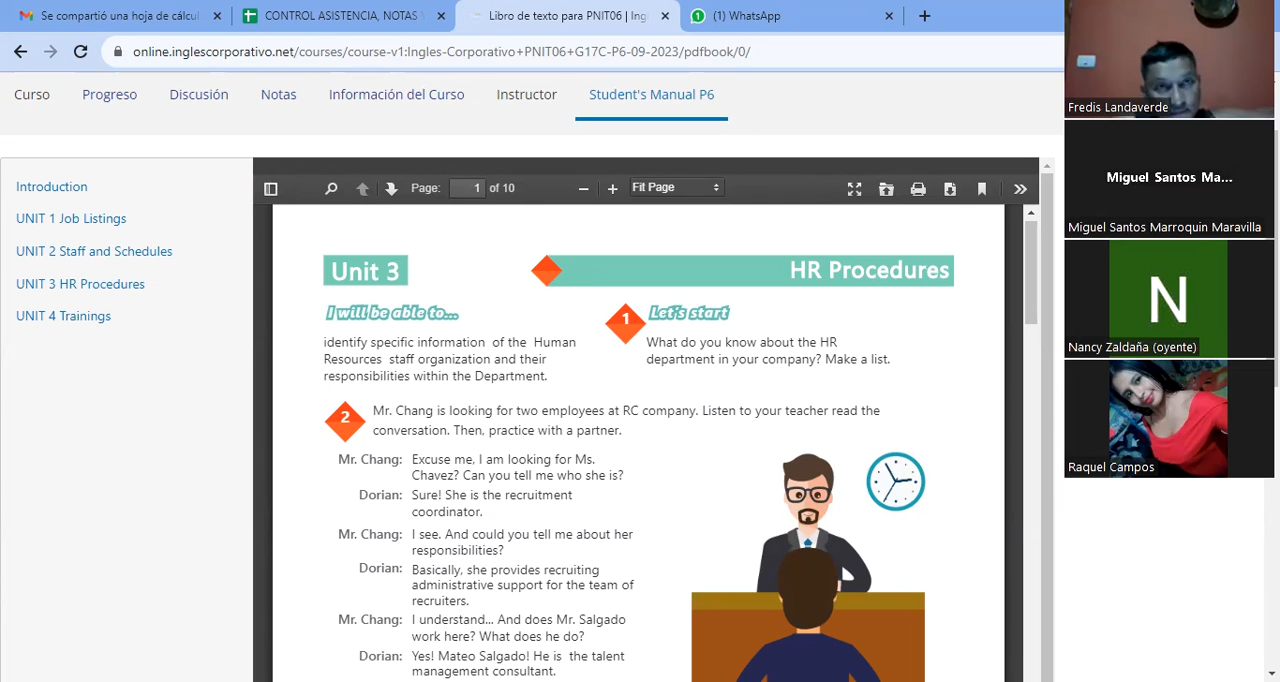 Se compartió una hoja de cálcul
CONTROL ASISTENCIA, NOTAS Y
Libro de texto para PNIT06 | Ing
(1) WhatsApp
online.inglescorporativo.net/courses/course-v1:Ingles-Corporativo+PNIT06+G17C-P6-09-2023/pdfbook/0/
Curso
Progreso
Discusión
Notas
Información del Curso
Instructor
Student's Manual P6
Introduction
UNIT 1 Job Listings
UNIT 2 Staff and Schedules
UNIT 3 HR Procedures
UNIT 4 Trainings
Page: 1 of 10
Fit Page
Unit 3
HR Procedures
I will be able to...
identify specific information of the Human
Resources staff occupations and their
responsibilities within the Department.
1
Let's start
What do you know about the HR
department in your company? Make a list.
2
Mr. Chang is looking for two employees at RC company. Listen to your teacher read the
conversation. Then, practice with a partner.
Mr. Chang: Excuse me, I am looking for Ms.
Chavez? Can you tell me who she is?
Dorian: Sure! She is the recruitment
coordinator.
Mr. Chang: I see. And could you tell me about her
responsibilities?
Dorian: Basically, she provides recruiting
administrative support for the team of
recruiters.
Mr. Chang: I understand... And does Mr. Salgado
work here? What does he do?
Dorian: Yes! Mateo Salgado! He is the talent
management consultant.
Fredis Landaverde
Miguel Santos Ma...
Miguel Santos Marroquin Maravilla
N
Nancy Zaldaña (oyente)
Raquel Campos